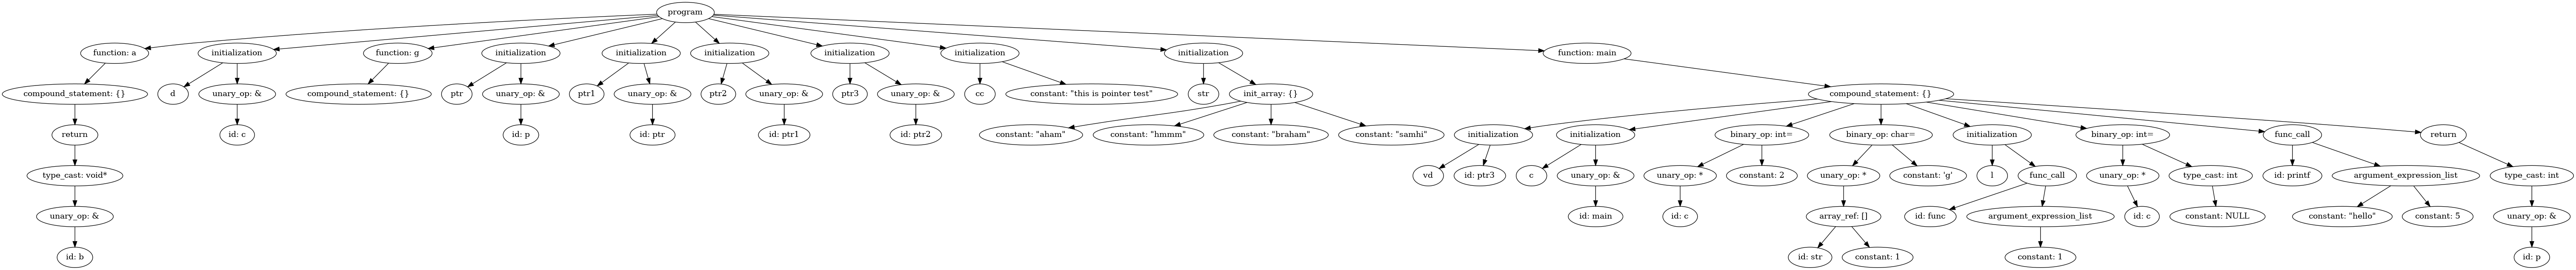 program
function: a
initialization
function: g
initialization
initialization
initialization
initialization
initialization
initialization
function: main
compound_statement: {}
d
unary_op: &
compound_statement: {}
ptr
unary_op: &
ptr1
unary_op: &
ptr2
unary_op: &
ptr3
unary_op: &
cc
constant: "this is pointer test"
str
init_array: {}
compound_statement: {}
return
id: c
id: p
id: ptr
id: ptr1
id: ptr2
constant: "aham"
constant: "hmmm"
constant: "braham"
constant: "samhi"
initialization
initialization
binary_op: int=
binary_op: char=
initialization
binary_op: int=
func_call
return
type_cast: void*
vd
id: ptr3
c
unary_op: &
unary_op: *
constant: 2
unary_op: *
constant: 'g'
l
func_call
unary_op: *
type_cast: int
id: printf
argument_expression_list
type_cast: int
unary_op: &
id: main
id: c
array_ref: []
id: func
argument_expression_list
id: c
constant: NULL
constant: "hello"
constant: 5
unary_op: &
id: b
id: str
constant: 1
constant: 1
id: p